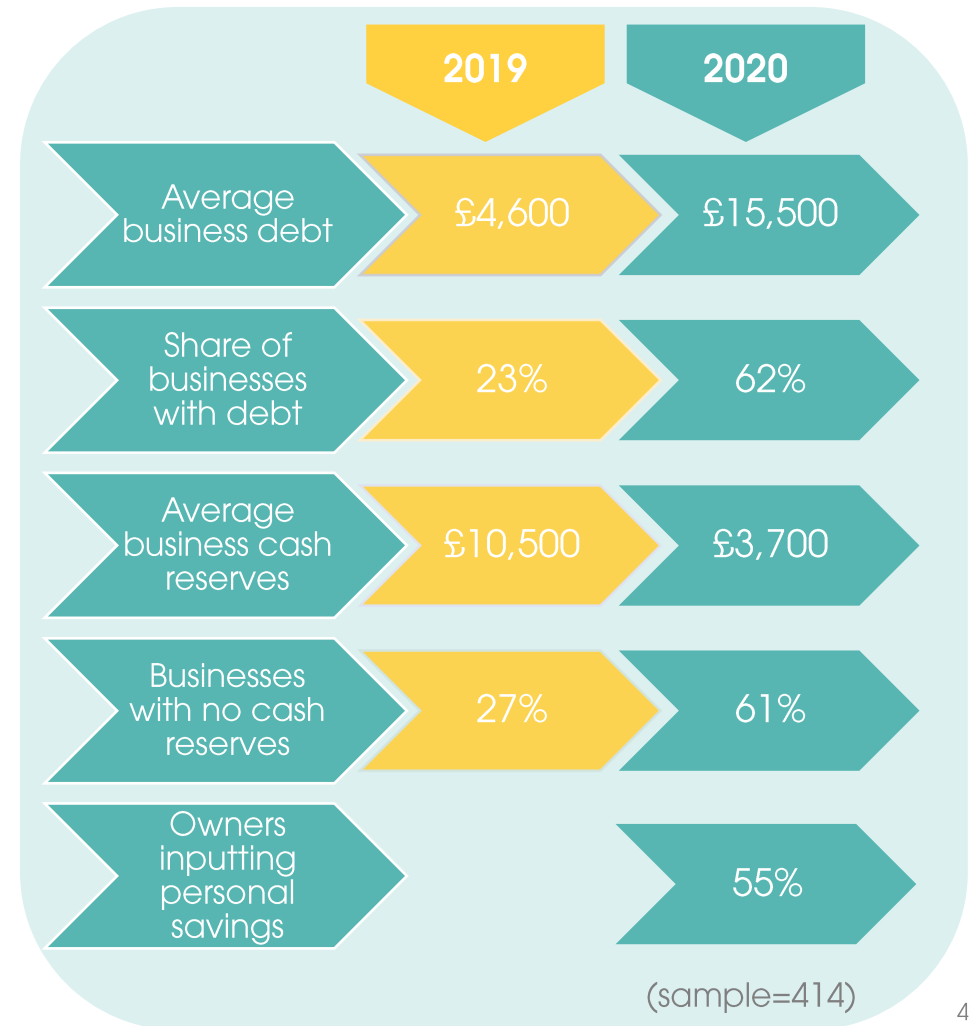 2019
2020
Average
business debt
£4,600
£15,500
Share of
businesses
with debt
23%
62%
Average
business cash
reserves
£10,500
£3,700
Businesses
with no cash
reserves
27%
61%
Owners
inputting
personal
savings
55%
(sample=414)
4